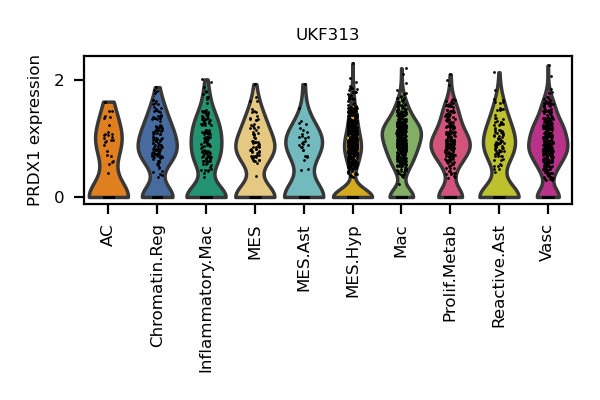 UKF313
PRDX1 expression
2
0
AC
Chromatin.Reg
Inflammatory.Mac
MES
MES.Ast
MES.Hyp
Mac
Prolif.Metab
Reactive.Ast
Vasc